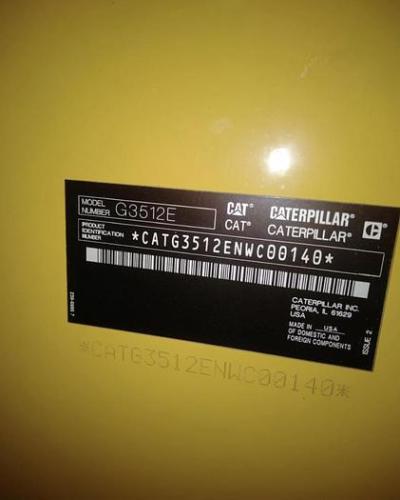 MODEL NUMBER G3512E
CAT® CATERPILLAR®
CAT® CATERPILLAR® C®
PRODUCT IDENTIFICATION NUMBER
*CATG3512ENWC00140*
CATERPILLAR INC.
PEORIA, IL 61629
USA
MADE IN USA
OF DOMESTIC AND
FOREIGN COMPONENTS
ISSUE 2
*CATG3512ENWC00140*